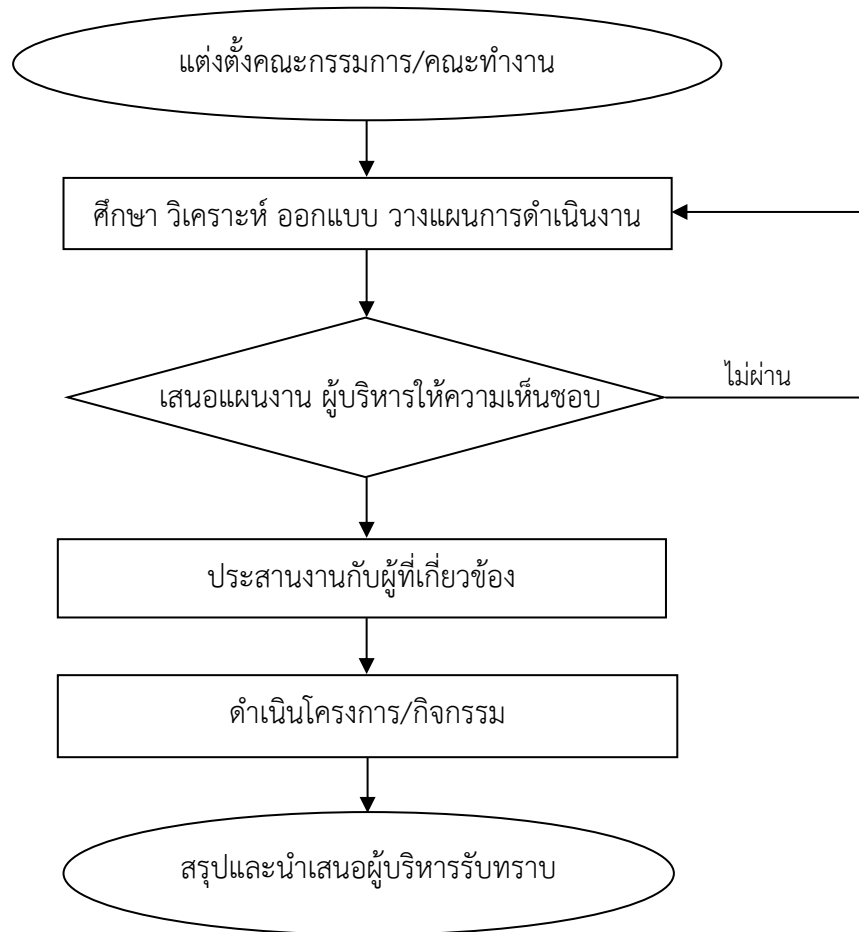 แต่งตั้งคณะกรรมการ/คณะทำงาน
ศึกษา วิเคราะห์ ออกแบบ วางแผนการดำเนินงาน
เสนอแผนงาน ผู้บริหารให้ความเห็นชอบ
ไม่ผ่าน
ประสานงานกับผู้ที่เกี่ยวข้อง
ดำเนินโครงการ/กิจกรรม
สรุปและนำเสนอผู้บริหารรับทราบ